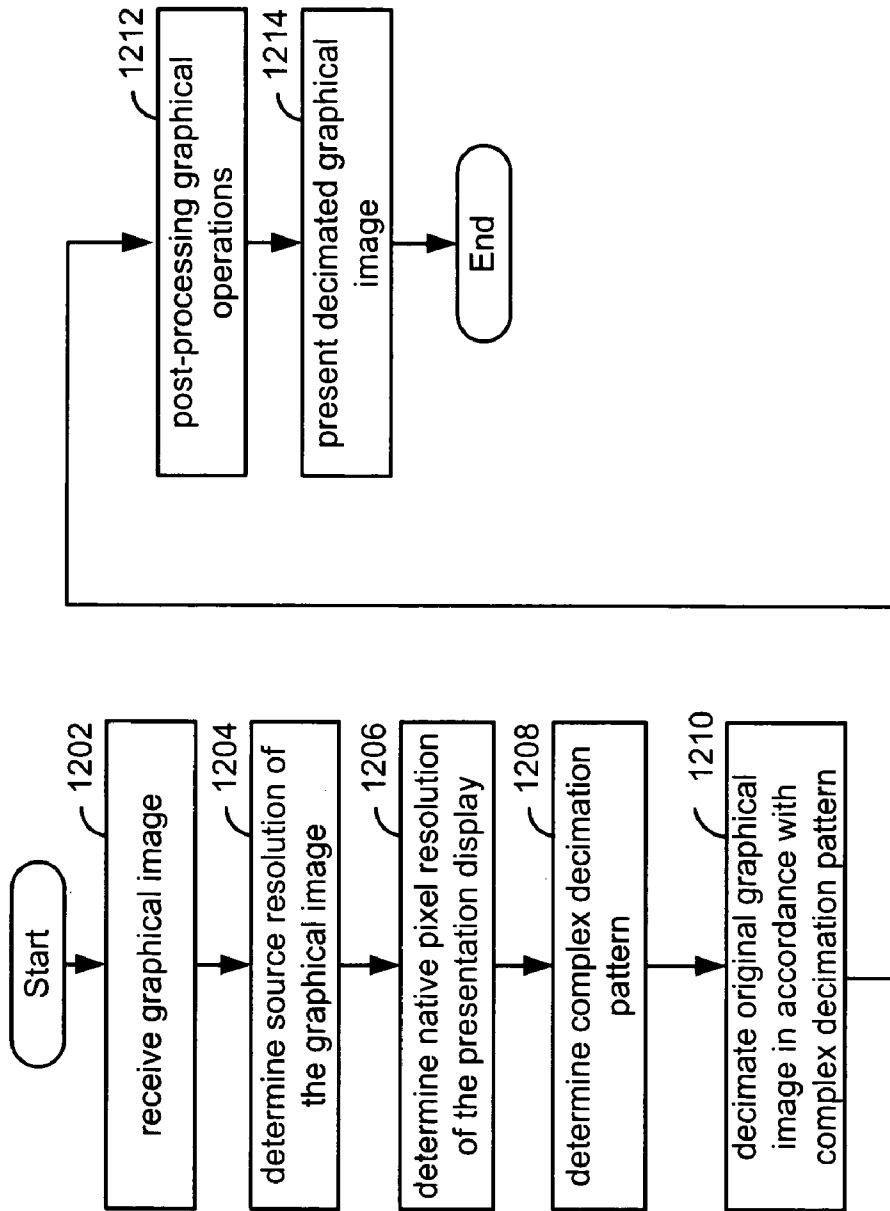 Start
1202
receive graphical image
1204
determine source resolution of
the graphical image
1206
determine native pixel resolution
of the presentation display
1208
determine complex decimation
pattern
1210
decimate original graphical
image in accordance with
complex decimation pattern
1212
post-processing graphical
operations
1214
present decimated graphical
image
End